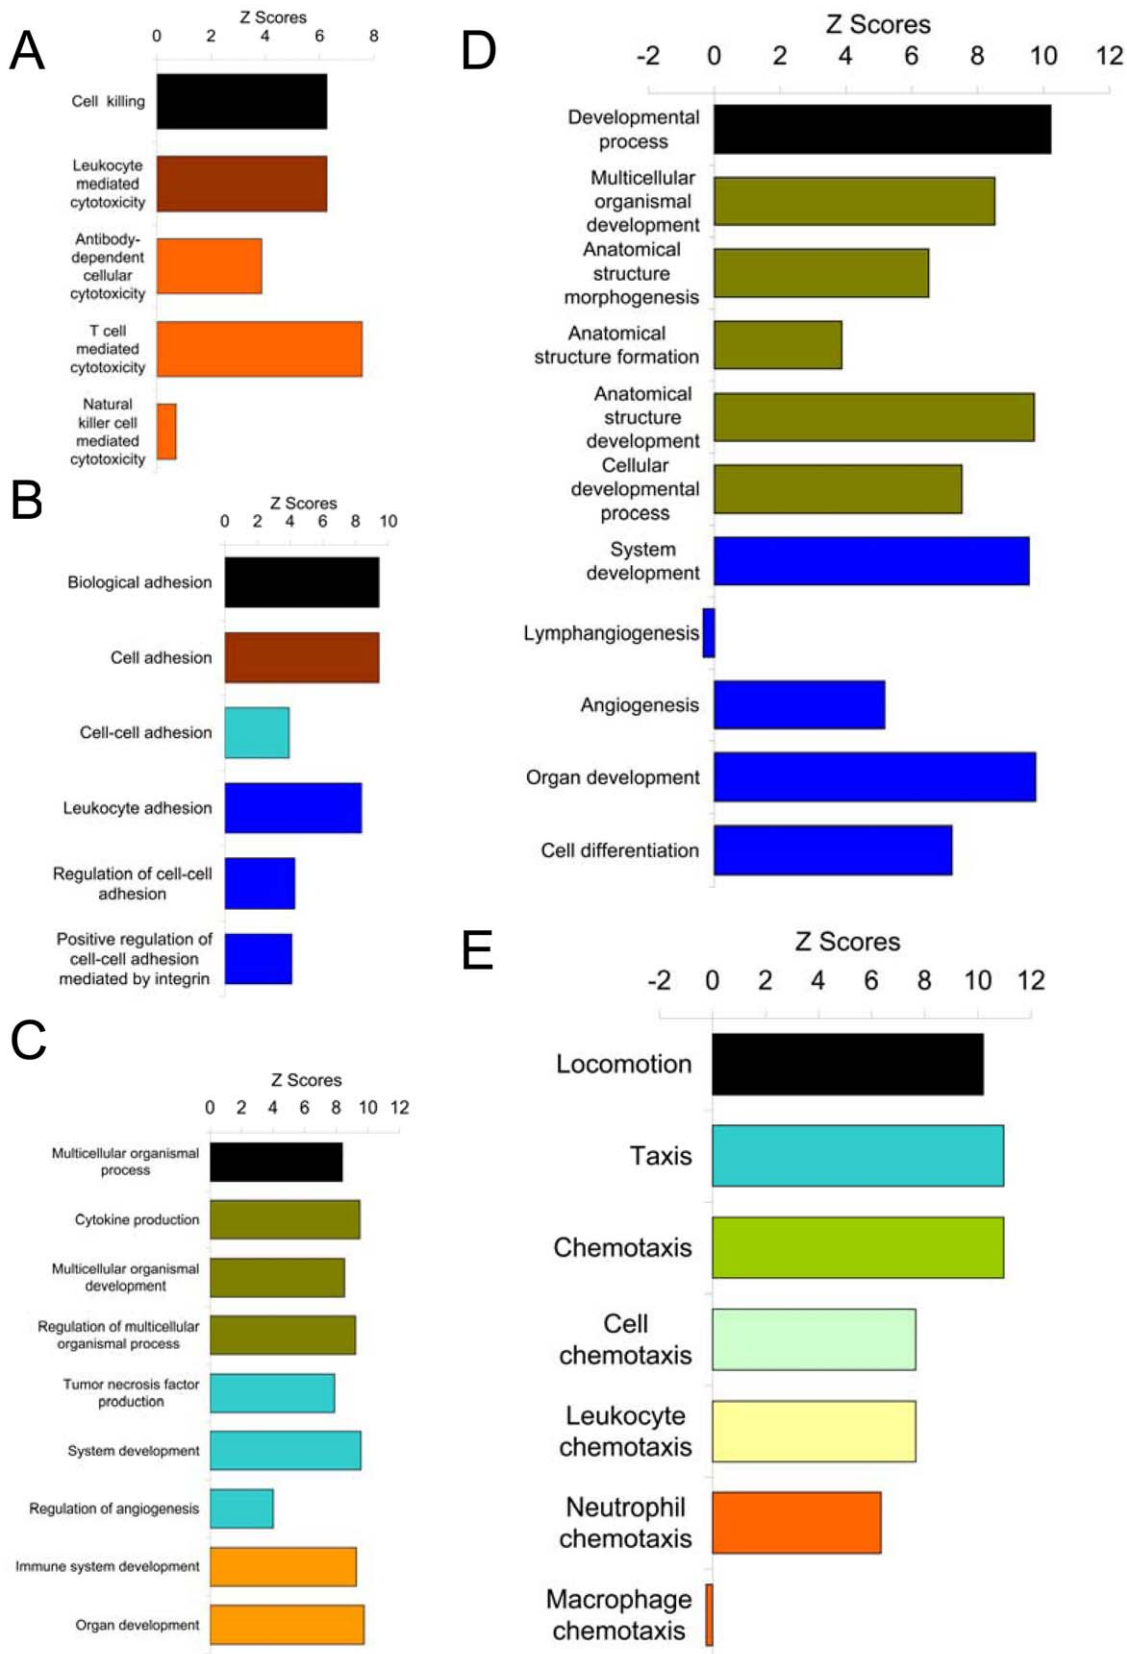 A
Z Scores
0 2 4 6 8
Cell killing
Leukocyte
mediated
cytotoxicity
Antibody-
dependent
cellular
cytotoxicity
T cell
mediated
cytotoxicity
Natural
killer cell
mediated
cytotoxicity
B
Z Scores
0 2 4 6 8 10
Biological adhesion
Cell adhesion
Cell-cell adhesion
Leukocyte adhesion
Regulation of cell-cell
adhesion
Positive regulation of
cell-cell adhesion
mediated by integrin
C
Z Scores
0 2 4 6 8 10 12
Multicellular organismal
process
Cytokine production
Multicellular organismal
development
Regulation of multicellular
organismal process
Tumor necrosis factor
production
System development
Regulation of angiogenesis
Immune system development
Organ development
D
Z Scores
-2 0 2 4 6 8 10 12
Developmental
process
Multicellular
organismal
development
Anatomical
structure
morphogenesis
Anatomical
structure formation
Anatomical
structure
development
Cellular
developmental
process
System
development
Lymphangiogenesis
Angiogenesis
Organ development
Cell differentiation
E
Z Scores
-2 0 2 4 6 8 10 12
Locomotion
Taxis
Chemotaxis
Cell
chemotaxis
Leukocyte
chemotaxis
Neutrophil
chemotaxis
Macrophage
chemotaxis